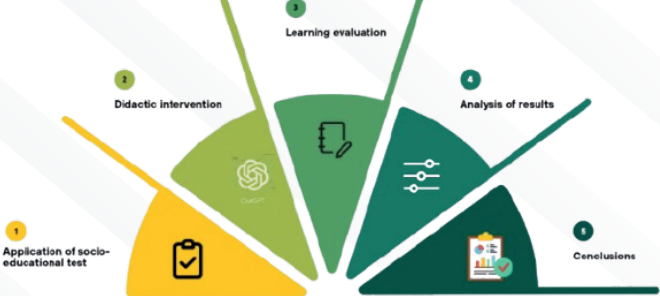 3
Learning evaluation
2
Didactic intervention
4
Analysis of results
ChatGPT
1
Application of socio-
educational test
5
Conclusions